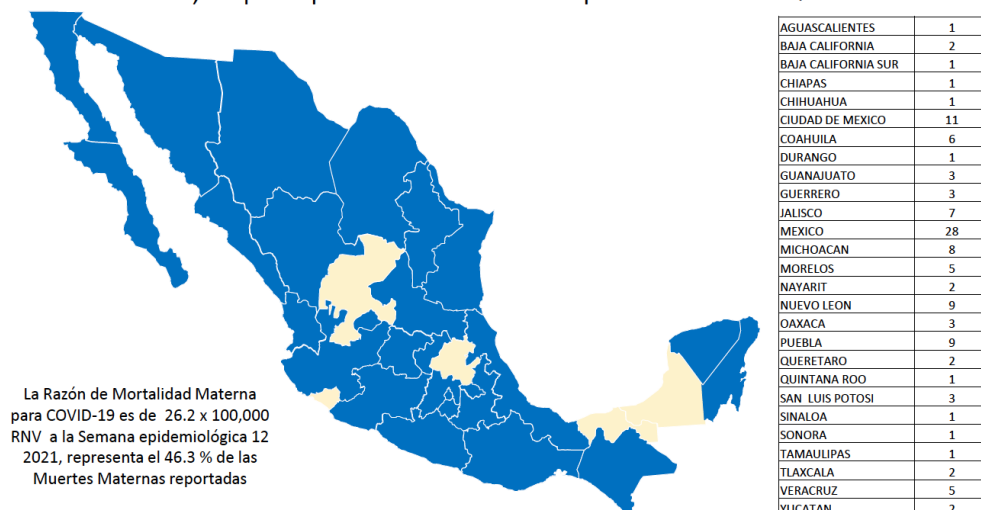 La Razón de Mortalidad Materna
para COVID-19 es de 26.2 x 100,000
RNV a la Semana epidemiológica 12
2021, representa el 46.3 % de las
Muertes Maternas reportadas
AGUASCALIENTES 1
BAJA CALIFORNIA 2
BAJA CALIFORNIA SUR 1
CHIAPAS 1
CHIHUAHUA 1
CIUDAD DE MEXICO 11
COAHUILA 6
DURANGO 1
GUANAJUATO 3
GUERRERO 3
JALISCO 7
MEXICO 28
MICHOACAN 8
MORELOS 5
NAYARIT 2
NUEVO LEON 9
OAXACA 3
PUEBLA 9
QUERETARO 2
QUINTANA ROO 1
SAN LUIS POTOSI 3
SINALOA 1
SONORA 1
TAMAULIPAS 1
TLAXCALA 2
VERACRUZ 5
YUCATAN 2